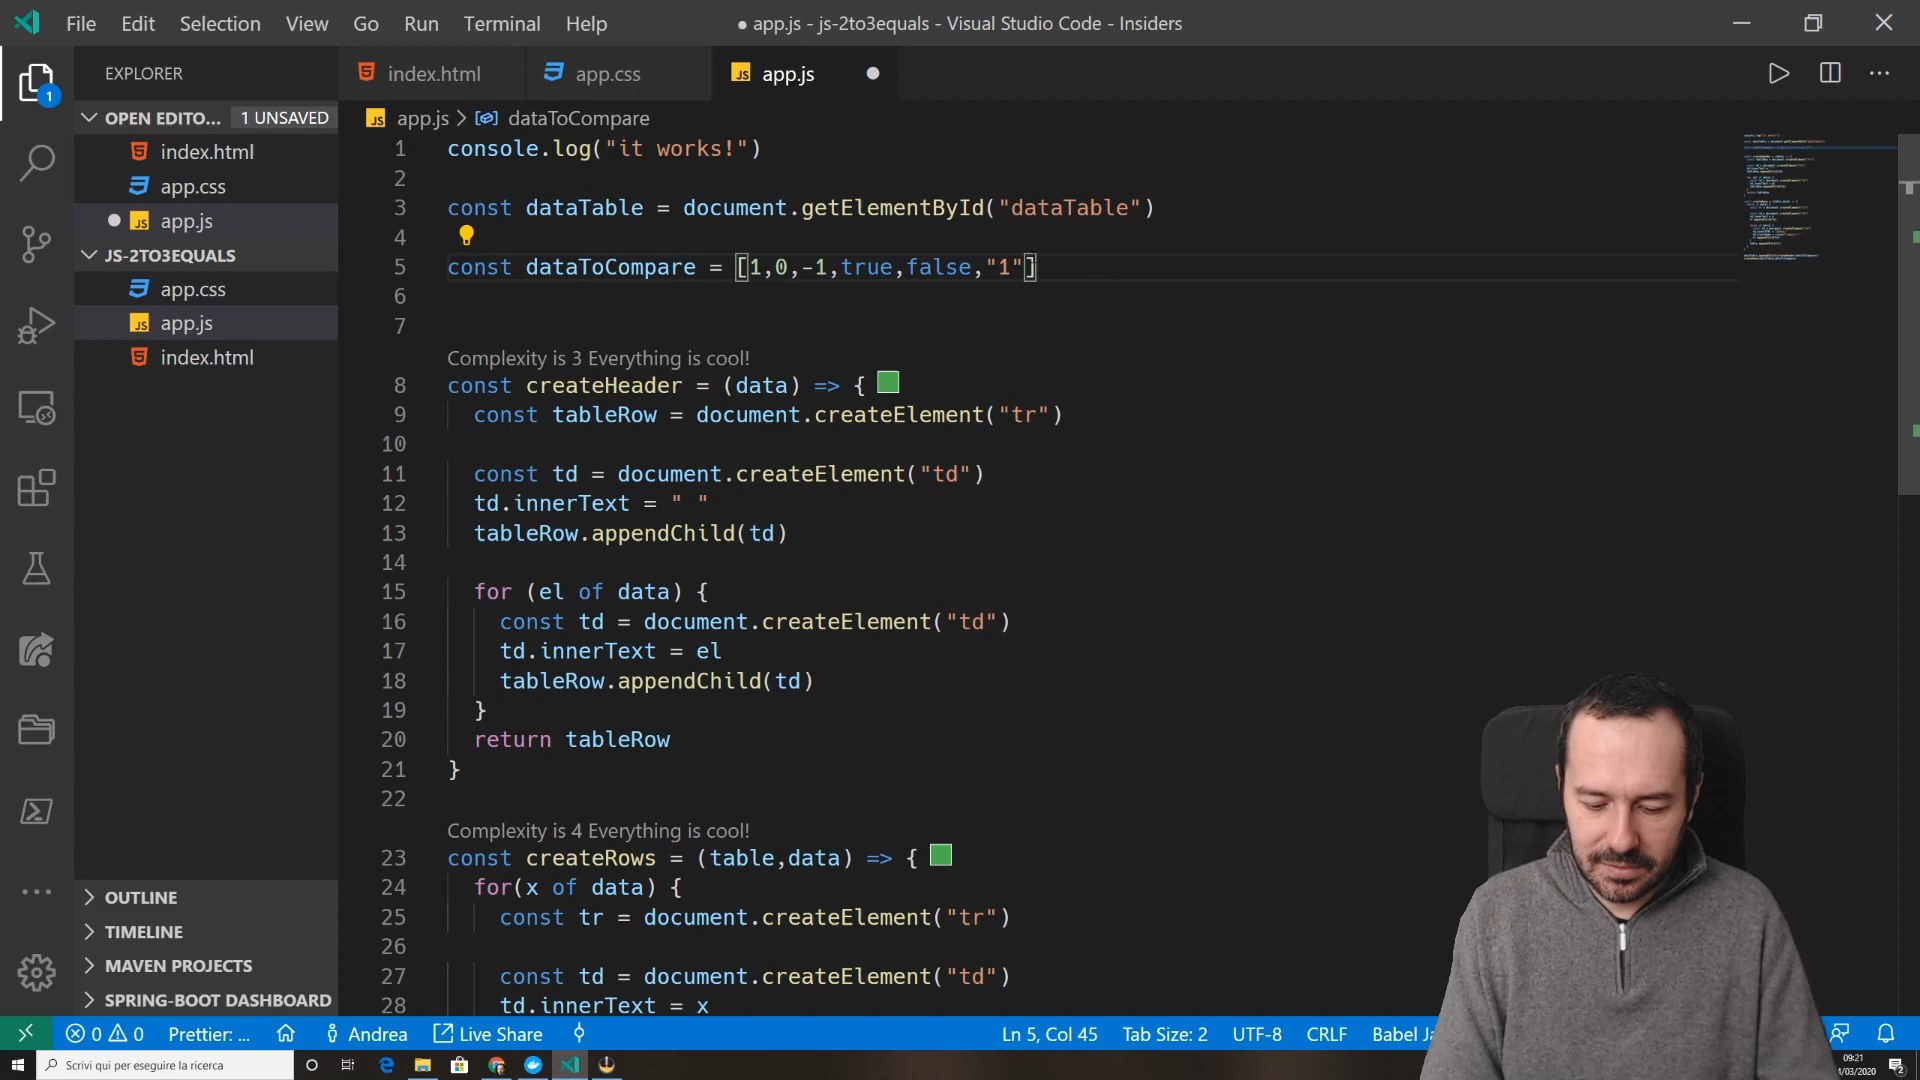 File Edit Selection View Go Run Terminal Help
● app.js - js-2to3equals - Visual Studio Code - Insiders
EXPLORER
index.html
app.css
app.js
1
OPEN EDITO... 1 UNSAVED
index.html
app.css
app.js
JS-2TO3EQUALS
app.css
app.js
index.html
OUTLINE
TIMELINE
MAVEN PROJECTS
SPRING-BOOT DASHBOARD
app.js > dataToCompare
1 console.log("it works!")
2
3 const dataTable = document.getElementById("dataTable")
4
5 const dataToCompare = [1,0,-1,true,false,"1"]
6
7
Complexity is 3 Everything is cool!
8 const createHeader = (data) => {
9 const tableRow = document.createElement("tr")
10
11 const td = document.createElement("td")
12 td.innerText = " "
13 tableRow.appendChild(td)
14
15 for (el of data) {
16 const td = document.createElement("td")
17 td.innerText = el
18 tableRow.appendChild(td)
19 }
20 return tableRow
21 }
22
Complexity is 4 Everything is cool!
23 const createRows = (table,data) => {
24 for(x of data) {
25 const tr = document.createElement("tr")
26
27 const td = document.createElement("td")
28 td.innerText = x
0 0 Prettier: ... Andrea Live Share Ln 5, Col 45 Tab Size: 2 UTF-8 CRLF Babel
Scrivi qui per eseguire la ricerca
09:21
/03/2020
2